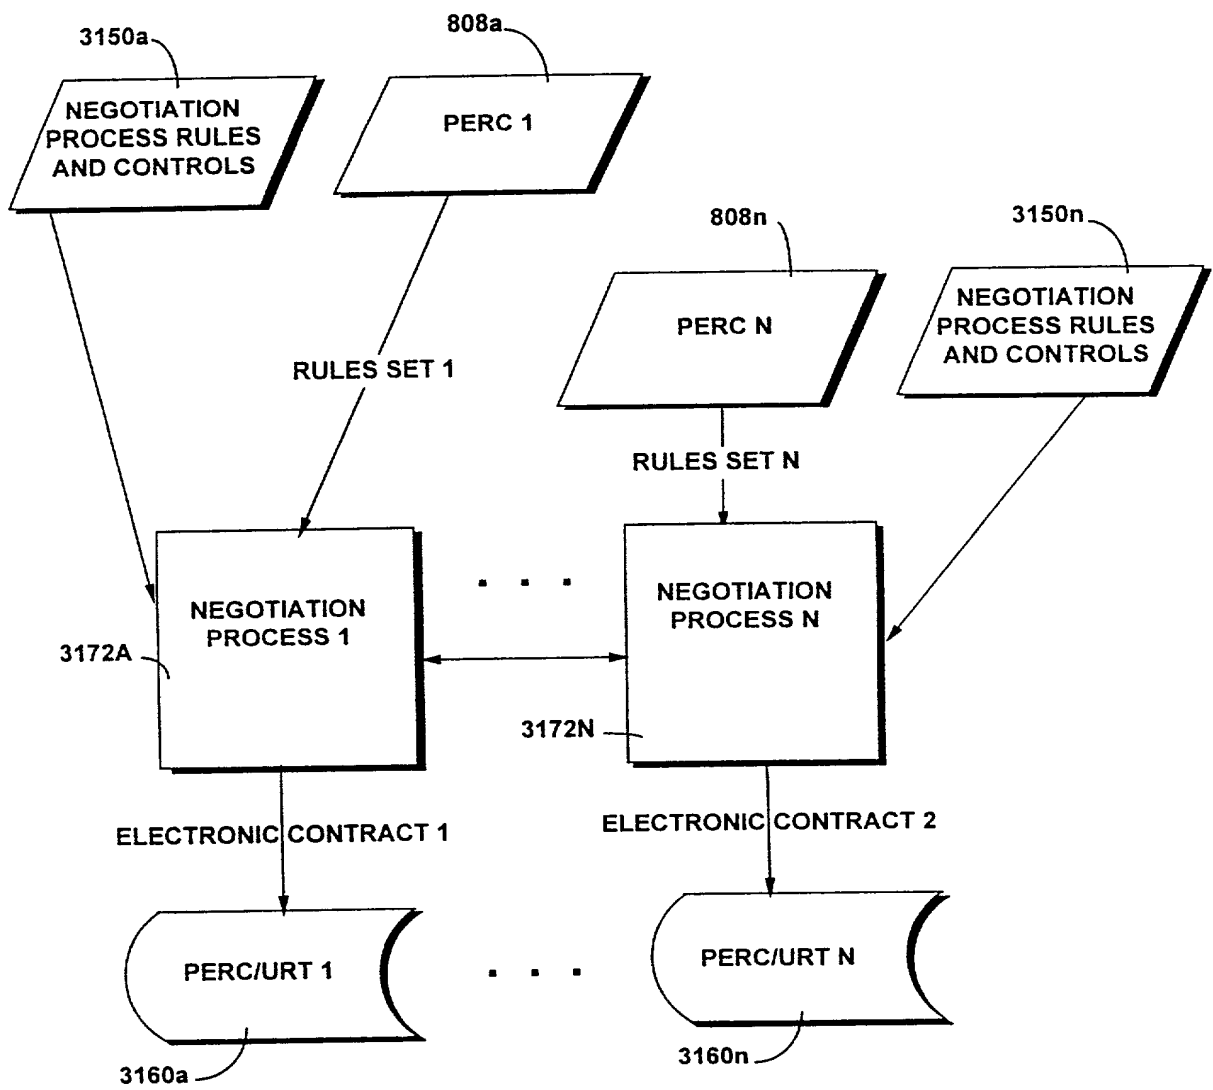 3150a
808a
NEGOTIATION
PROCESS RULES
AND CONTROLS
PERC 1
808n
3150n
PERC N
NEGOTIATION
PROCESS RULES
AND CONTROLS
RULES SET 1
RULES SET N
NEGOTIATION
PROCESS 1
NEGOTIATION
PROCESS N
3172A
3172N
ELECTRONIC CONTRACT 1
ELECTRONIC CONTRACT 2
PERC/URT 1
PERC/URT N
3160a
3160n